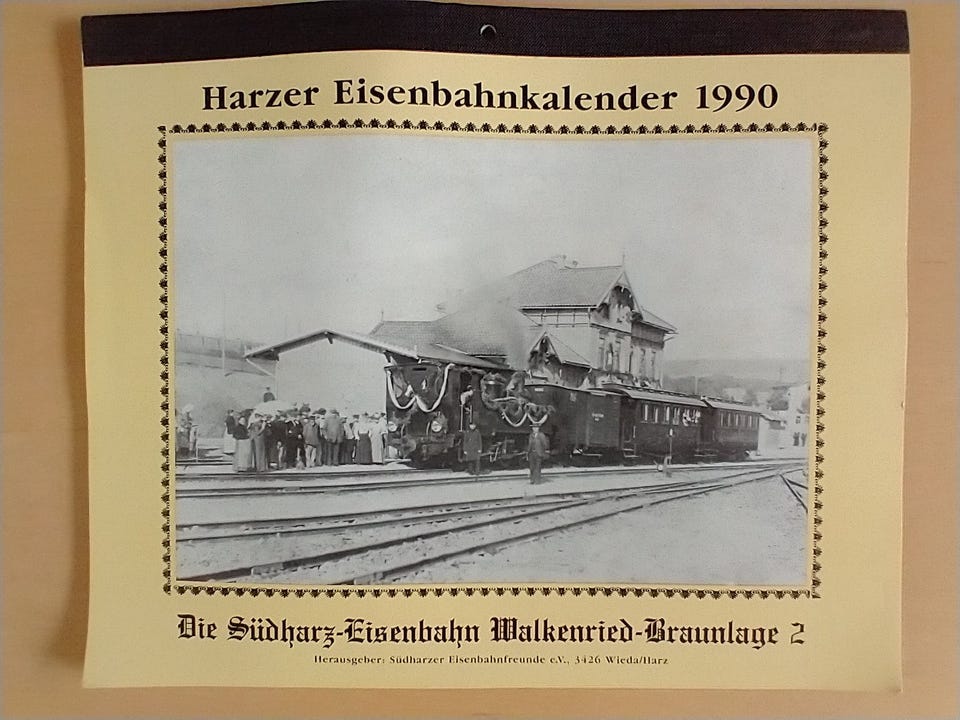 Harzer Eisenbahnkalender 1990
Die Südharz-Eisenbahn Walkenried-Braunlage 2
Herausgeber: Südharzer Eisenbahnfreunde e.V., 3426 Wieda/Harz